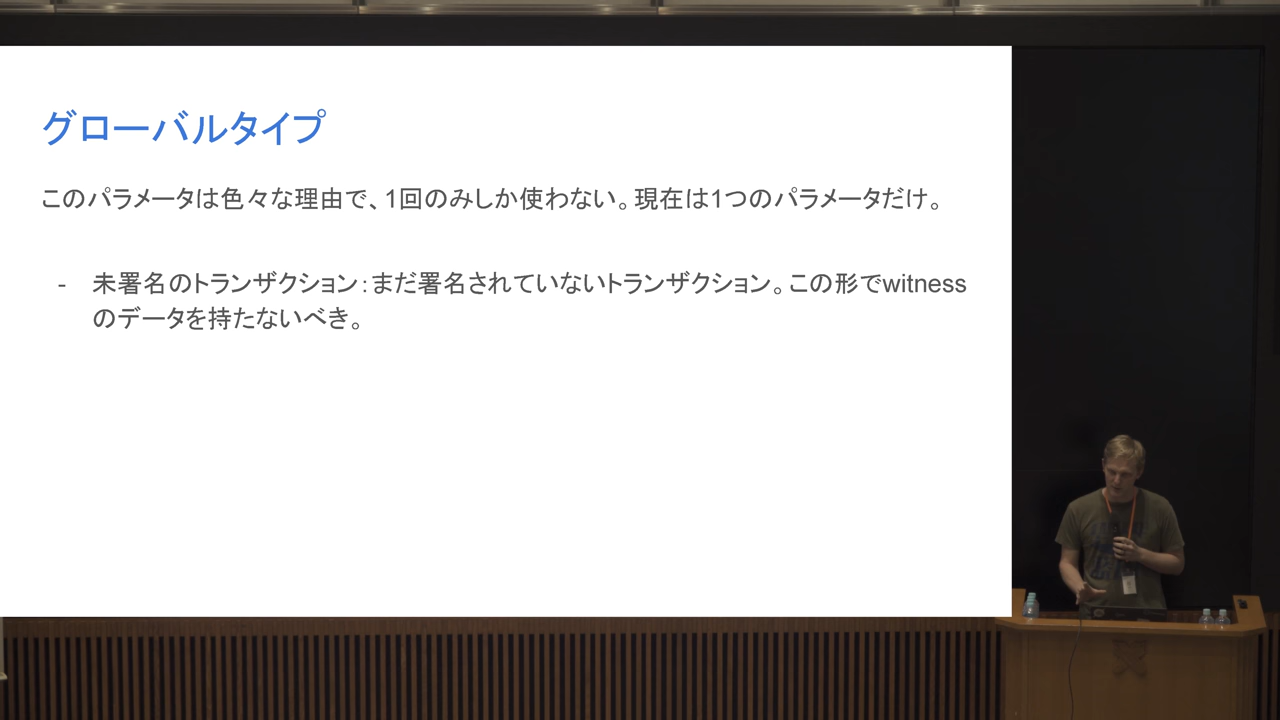 グローバルタイプ
このパラメータは色々な理由で、1回のみしか使わない。現在は1つのパラメータだけ。
- 未署名のトランザクション：まだ署名されていないトランザクション。この形でwitness
のデータを持たないべき。